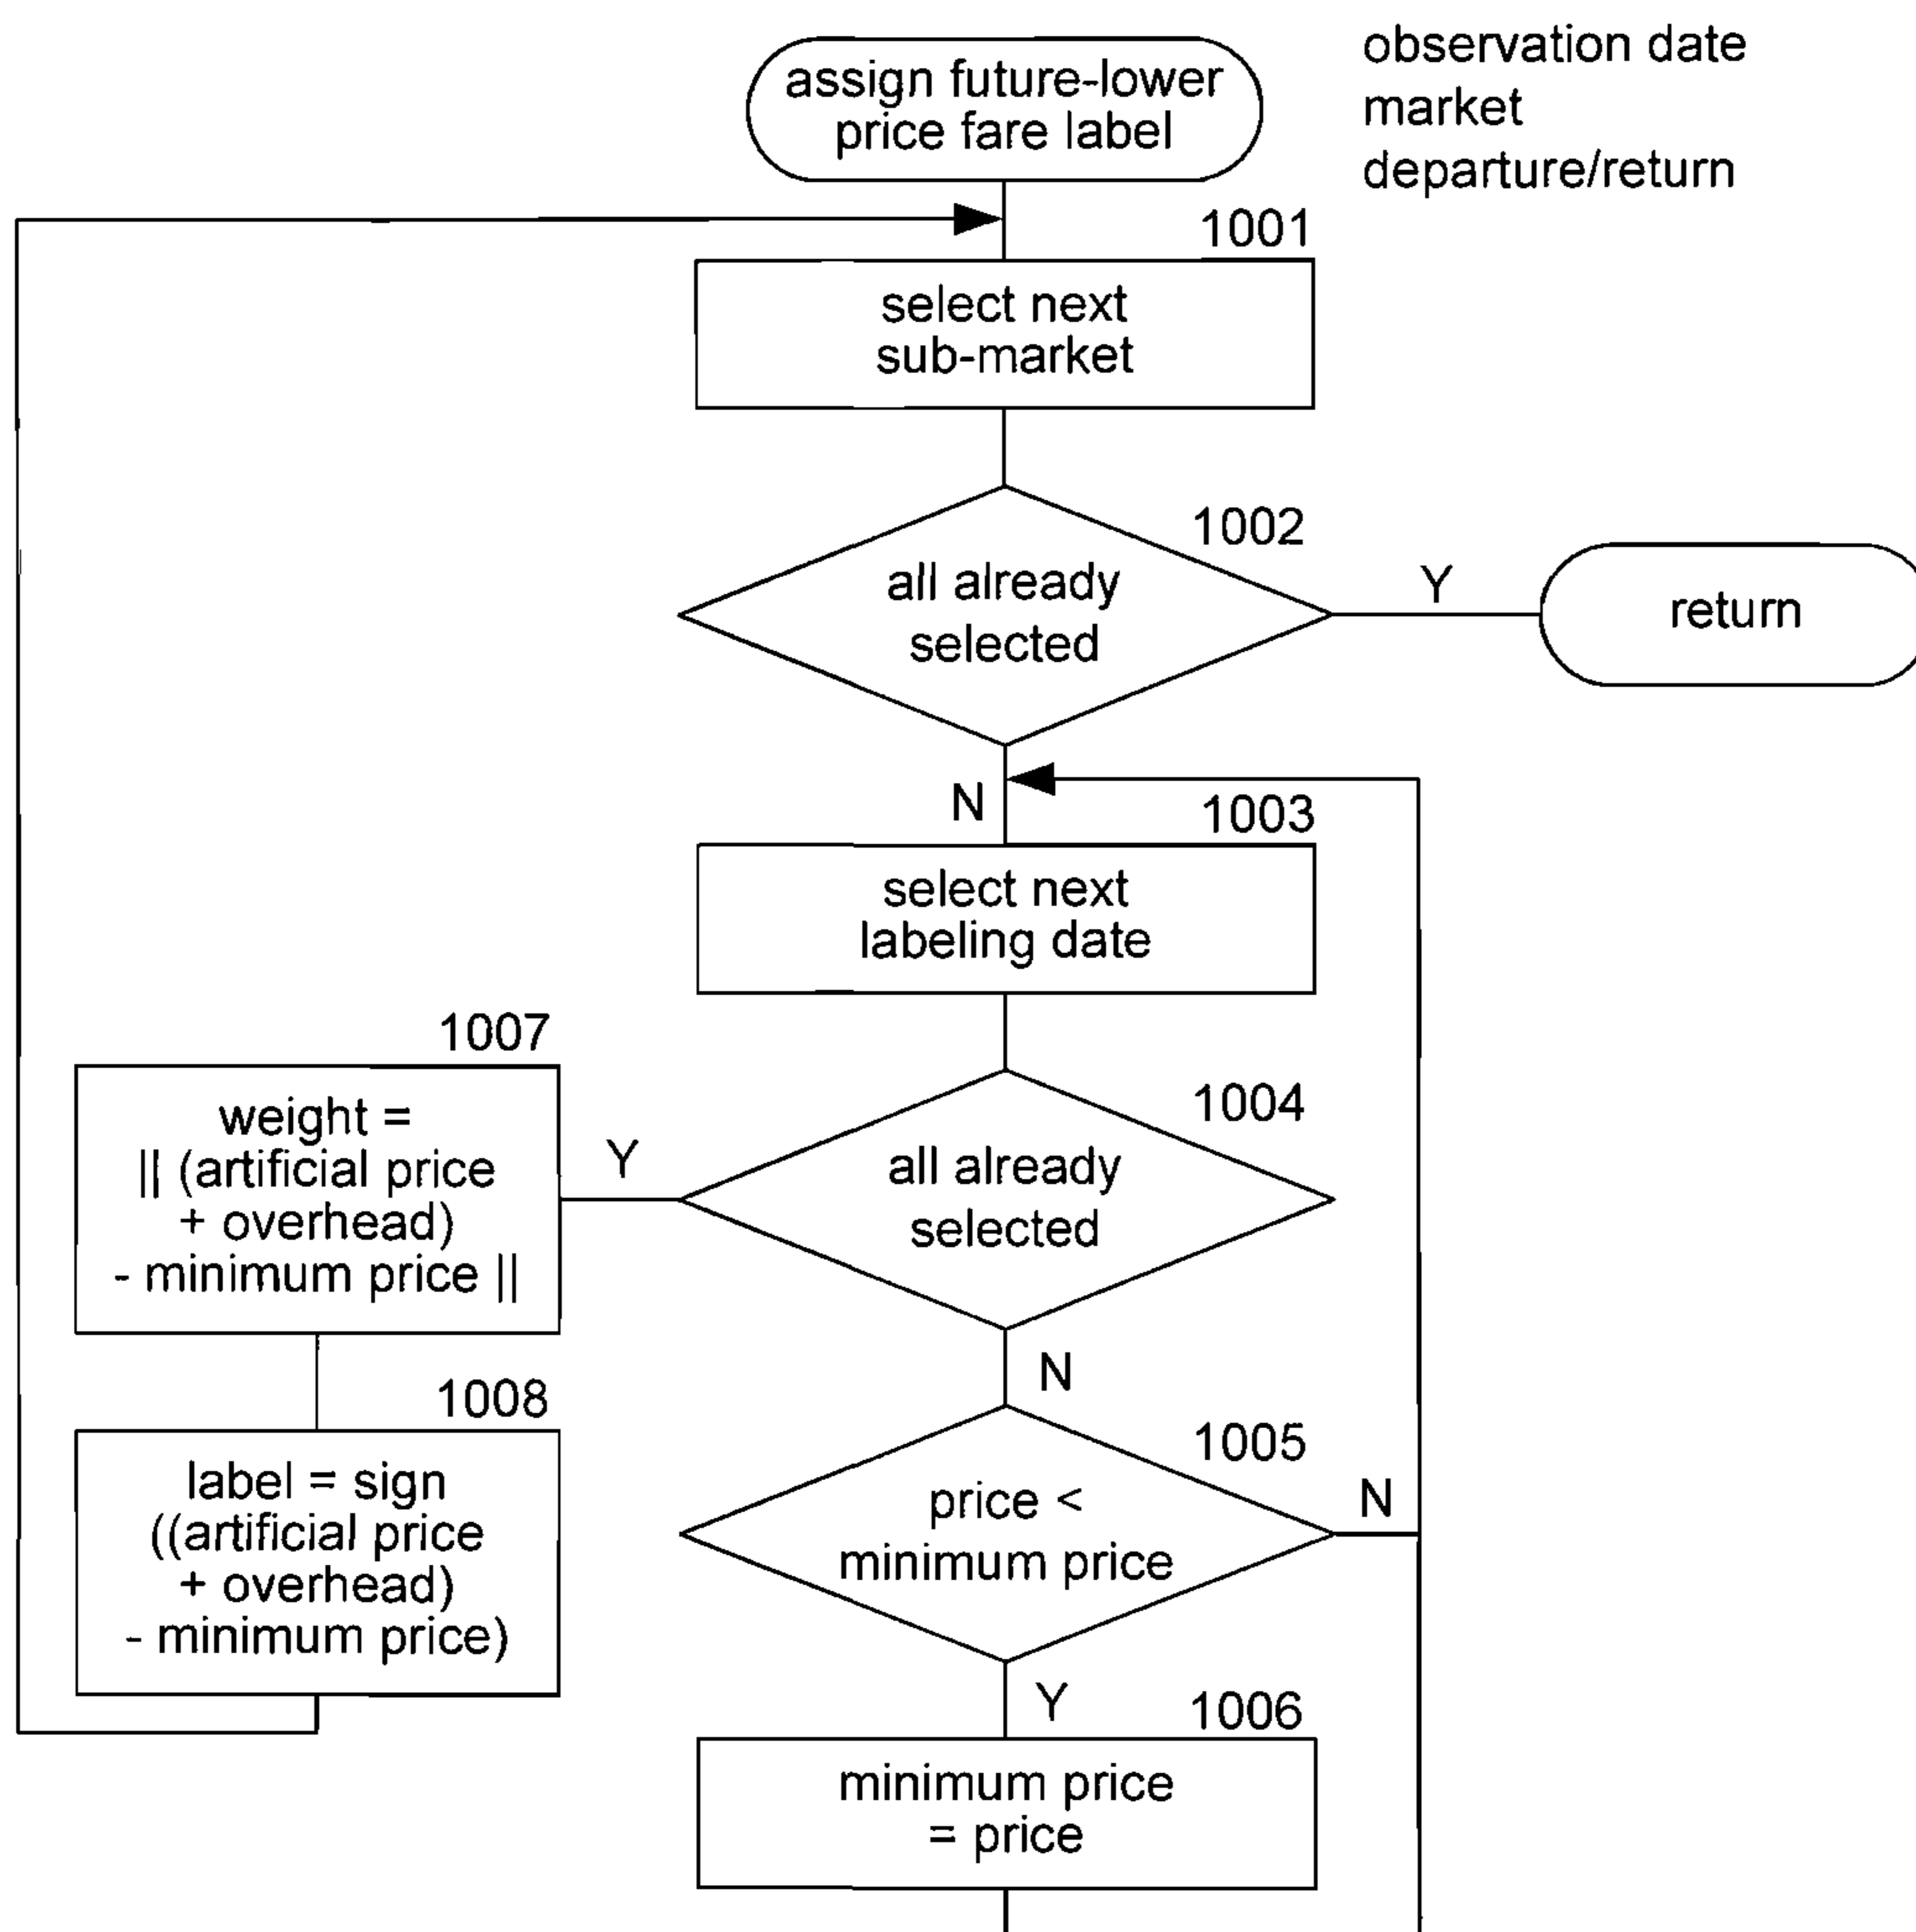 assign future-lower
price fare label
observation date
market
departure/return
1001
select next
sub-market
1002
all already
selected
Y
return
N
1003
select next
labeling date
1007
weight =
|| (artificial price
+ overhead)
- minimum price ||
Y
1004
all already
selected
N
1008
label = sign
((artificial price
+ overhead)
- minimum price)
1005
price <
minimum price
N
Y
1006
minimum price
= price